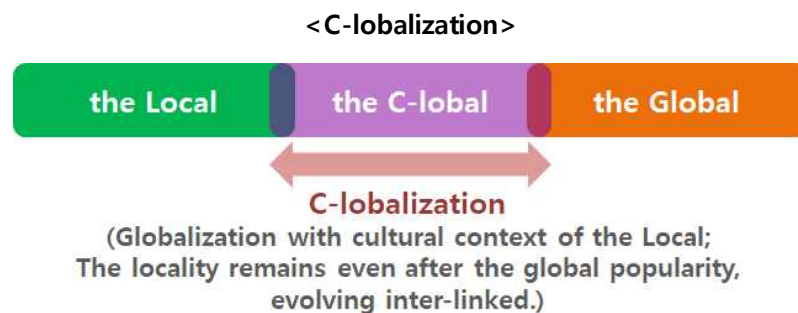 <C-lobalization>
the Local the C-lobal the Global
C-lobalization
(Globalization with cultural context of the Local;
The locality remains even after the global popularity,
evolving inter-linked.)